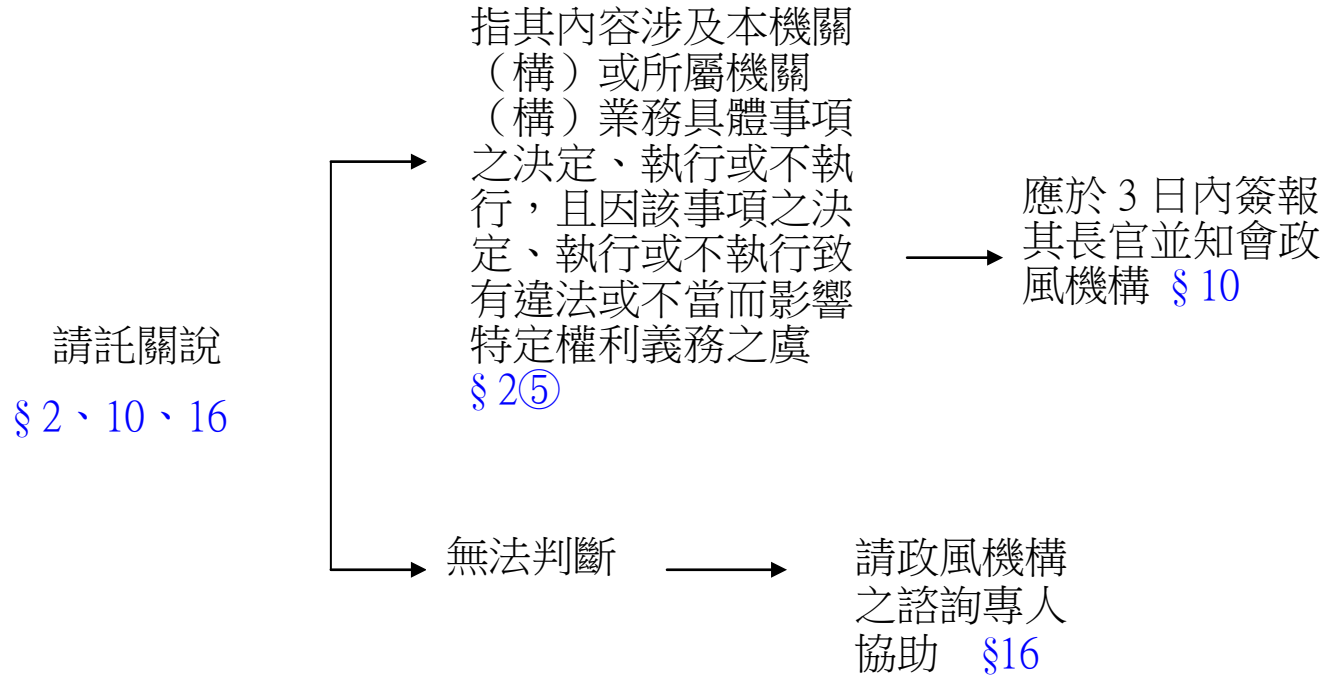 請託關說
§2、10、16
指其內容涉及本機關
（構）或所屬機關
（構）業務具體事項
之決定、執行或不執
行，且因該事項之決
定、執行或不執行致
有違法或不當而影響
特定權利義務之虞
§2⑤
應於3日內簽報
其長官並知會政
風機構 §10
無法判斷
請政風機構
之諮詢專人
協助 §16